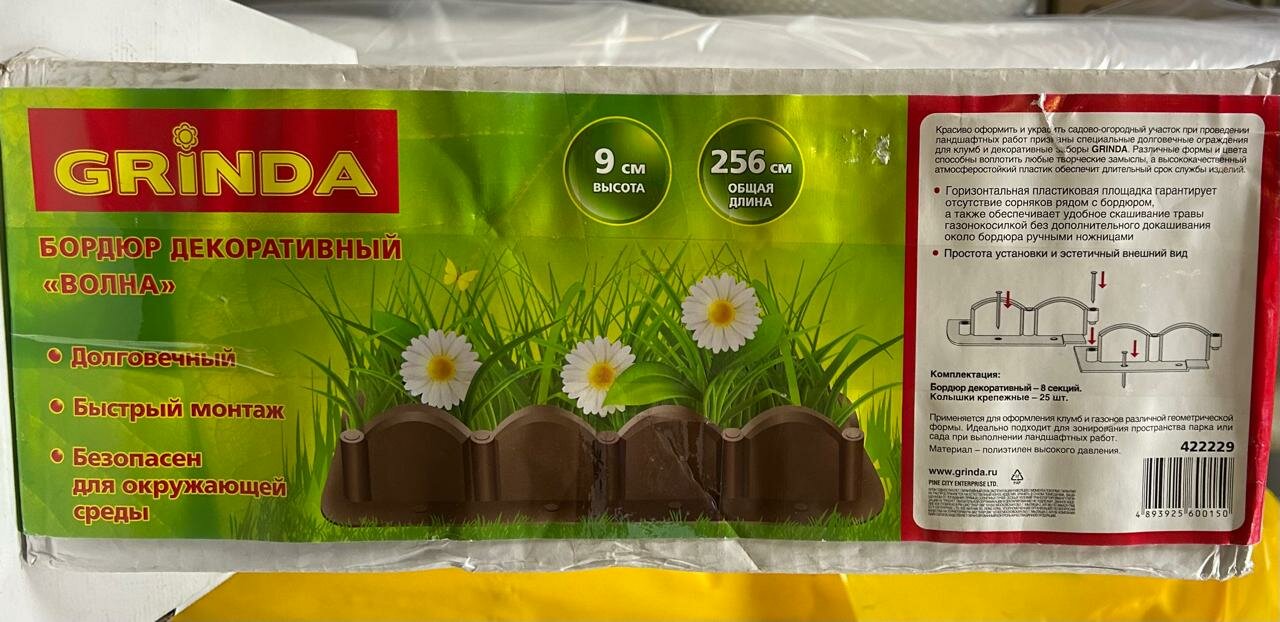 GRINDA
БОРДЮР ДЕКОРАТИВНЫЙ
«ВОЛНА»
• Долговечный
• Быстрый монтаж
• Безопасен
для окружающей
среды
9 см
ВЫСОТА
256 см
ОБЩАЯ
ДЛИНА
Красиво оформить и украсить садово-огородный участок при проведении
ландшафтных работ призваны специальные долговечные ограждения
для клумб и декоративные заборы GRINDA. Различные формы и цвета
способны воплотить любые творческие замыслы, а высококачественный
атмосферостойкий пластик обеспечит длительный срок службы изделий.
• Горизонтальная пластиковая площадка гарантирует
отсутствие сорняков рядом с бордюром,
а также обеспечивает удобное скашивание травы
газонокосилкой без дополнительного докашивания
около бордюра ручными ножницами
• Простота установки и эстетичный внешний вид
Комплектация:
Бордюр декоративный – 8 секций.
Колышки крепежные – 25 шт.
Применяется для оформления клумб и газонов различной геометрической
формы. Идеально подходит для зонирования пространства парка или
сада при выполнении ландшафтных работ.
Материал – полиэтилен высокого давления.
422229
www.grinda.ru
PINE CITY ENTERPRISE LTD.
PAP
4 893925 600150